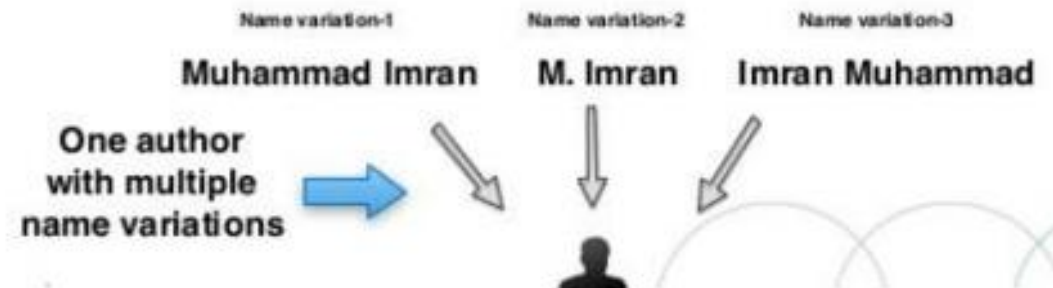 Name variation-1 Name variation-2 Name variation-3
Muhammad Imran M. Imran Imran Muhammad
One author
with multiple
name variations